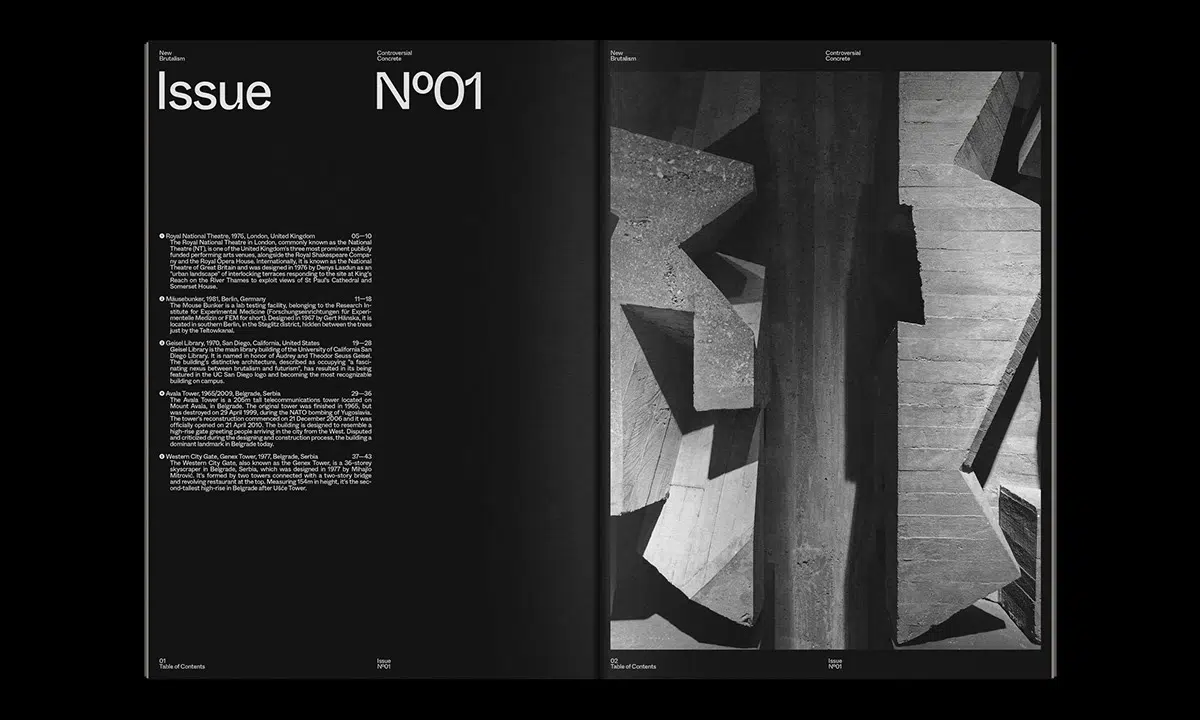 New
Brutalism
Controversial
Concrete
Issue
Nº01
1 Royal National Theatre, 1976, London, United Kingdom 05—10
The Royal National Theatre in London, commonly known as the National
Theatre (NT), is one of the United Kingdom's three most prominent publicly
funded performing arts venues, alongside the Royal Shakespeare Compa-
ny and the Royal Opera House. Internationally, it is known as the National
Theatre of Great Britain and was designed in 1976 by Denys Lasdun as an
"urban landscape" of interlocking terraces responding to the site at King's
Reach on the River Thames to exploit views of St Paul's Cathedral and
Somerset House.
2 Mäusebunker, 1981, Berlin, Germany 11—18
The Mouse Bunker is a lab testing facility, belonging to the Research In-
stitute for Experimental Medicine (Forschungseinrichtungen für Experi-
mentelle Medizin or FEM for short). Designed in 1967 by Gert Hänska, it is
located in southern Berlin, in the Steglitz district, hidden between the trees
just by the Teltowkanal.
3 Geisel Library, 1970, San Diego, California, United States 19—28
Geisel Library is the main library building of the University of California San
Diego Library. It is named in honor of Audrey and Theodor Seuss Geisel.
The building's distinctive architecture, described as occupying "a fasci-
nating nexus between brutalism and futurism", has resulted in its being
featured in the UC San Diego logo and becoming the most recognizable
building on campus.
4 Avala Tower, 1965/2009, Belgrade, Serbia 29—36
The Avala Tower is a 205m tall telecommunications tower located on
Mount Avala, in Belgrade. The original tower was finished in 1965, but
was destroyed on 29 April 1999, during the NATO bombing of Yugoslavia.
The tower's reconstruction commenced on 21 December 2006 and it was
officially opened on 21 April 2010. The building is designed to resemble a
high-rise gate greeting people arriving in the city from the West. Disputed
and criticized during the designing and construction process, the building a
dominant landmark in Belgrade today.
5 Western City Gate, Genex Tower, 1977, Belgrade, Serbia 37—43
The Western City Gate, also known as the Genex Tower, is a 36-storey
skyscraper in Belgrade, Serbia, which was designed in 1977 by Mihajlo
Mitrović. It's formed by two towers connected with a two-story bridge
and revolving restaurant at the top. Measuring 154m in height, it's the sec-
ond-tallest high-rise in Belgrade after Ušće Tower.
01
Table of Contents
Issue
Nº01
New
Brutalism
Controversial
Concrete
02
Table of Contents
Issue
Nº01